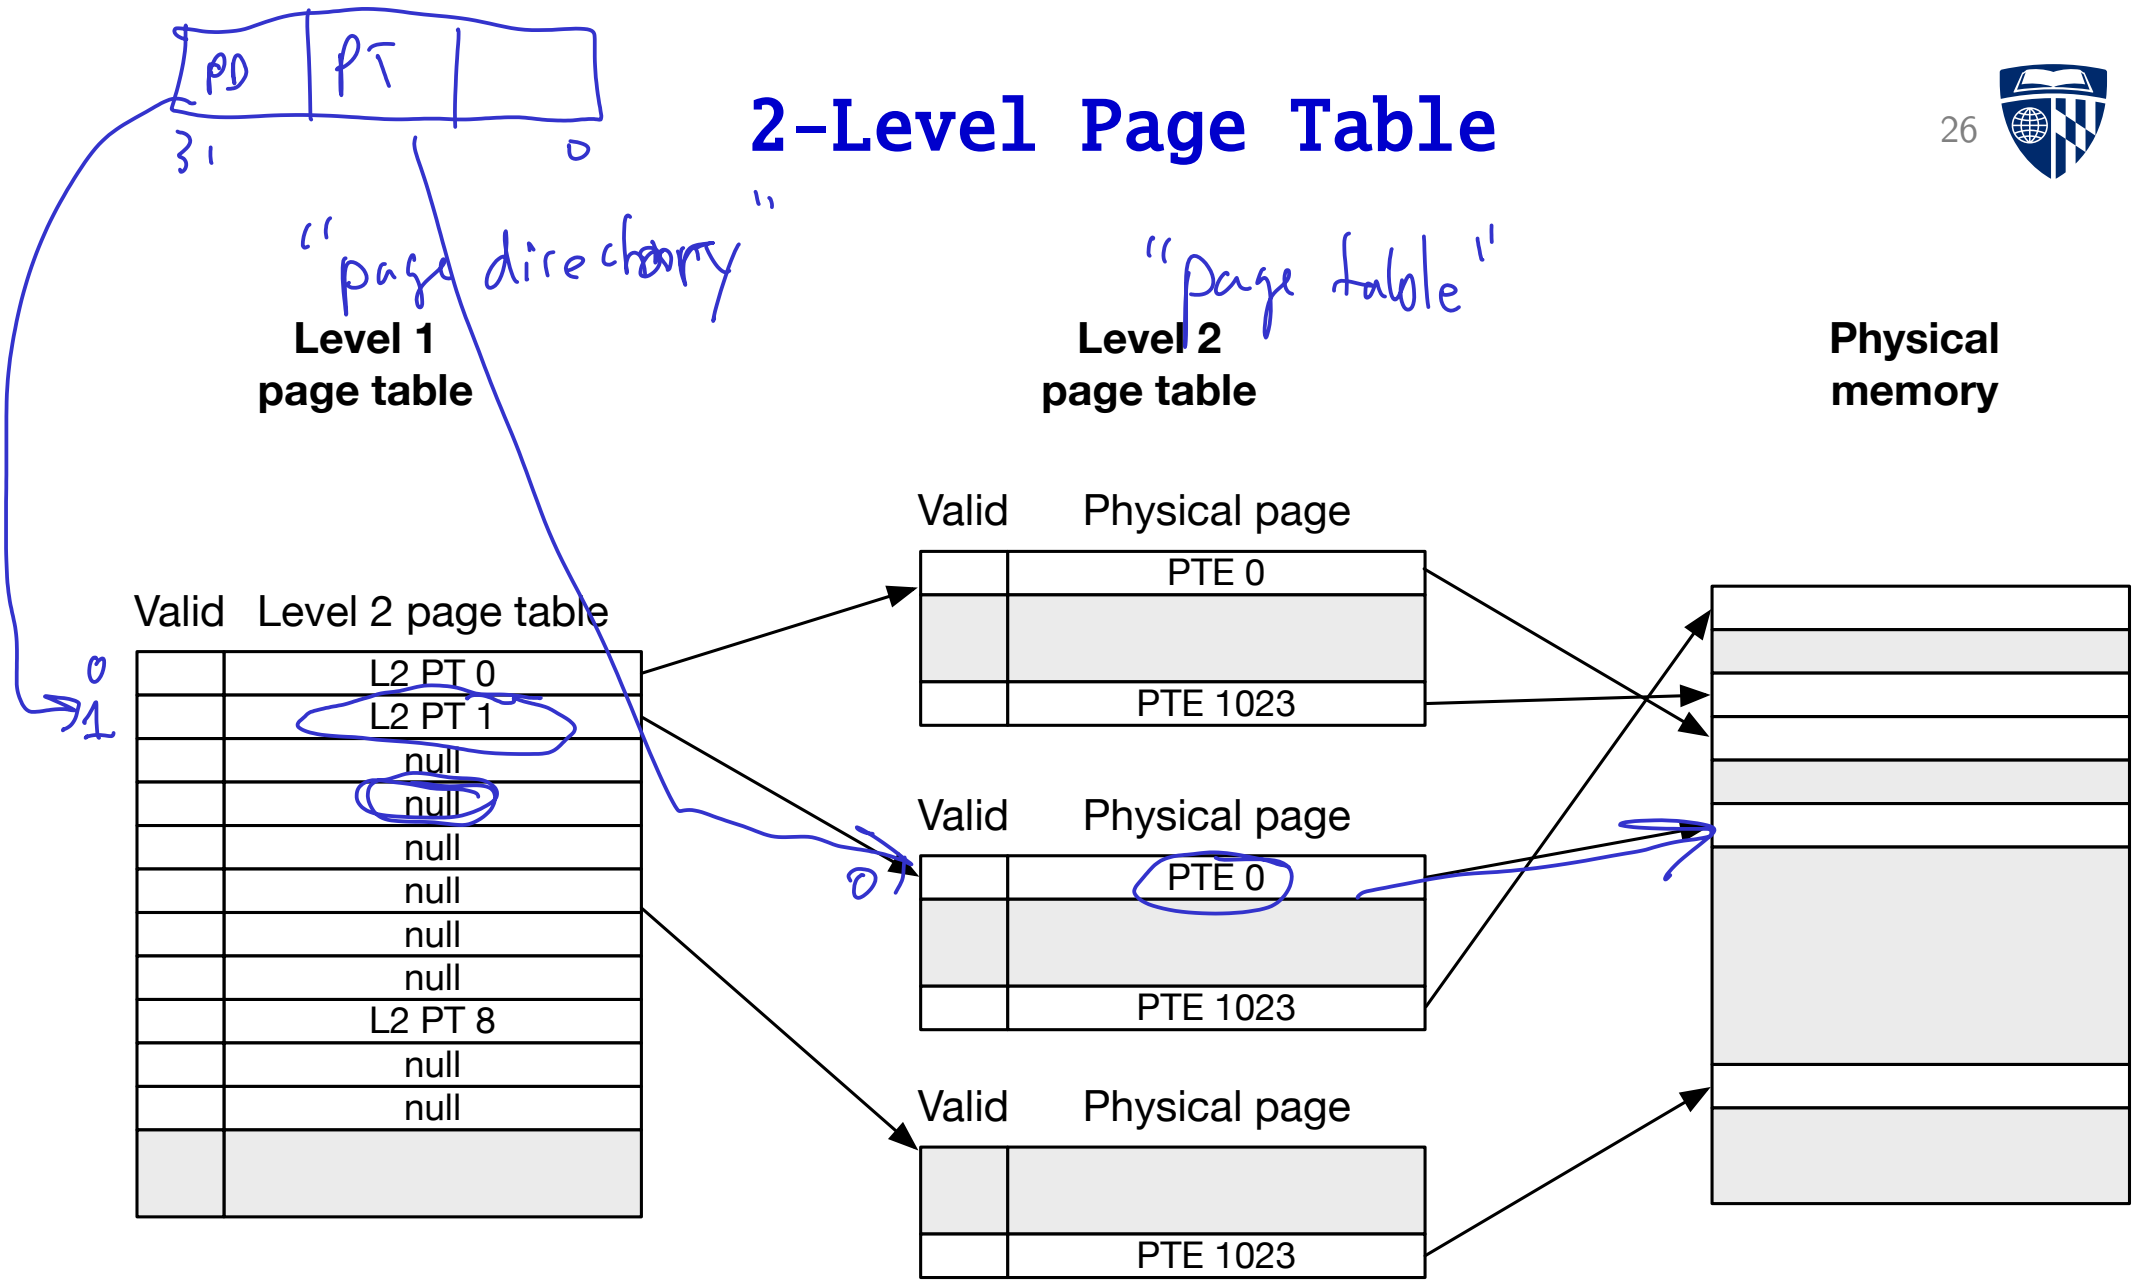 PD PT
31 0
2-Level Page Table
26
"page directory"
"page table"
Level 1
page table
Level 2
page table
Physical
memory
Valid Level 2 page table
0 L2 PT 0
1 L2 PT 1
null
null
null
null
null
null
L2 PT 8
null
null
Valid Physical page
PTE 0
PTE 1023
Valid Physical page
0 PTE 0
PTE 1023
Valid Physical page
PTE 1023